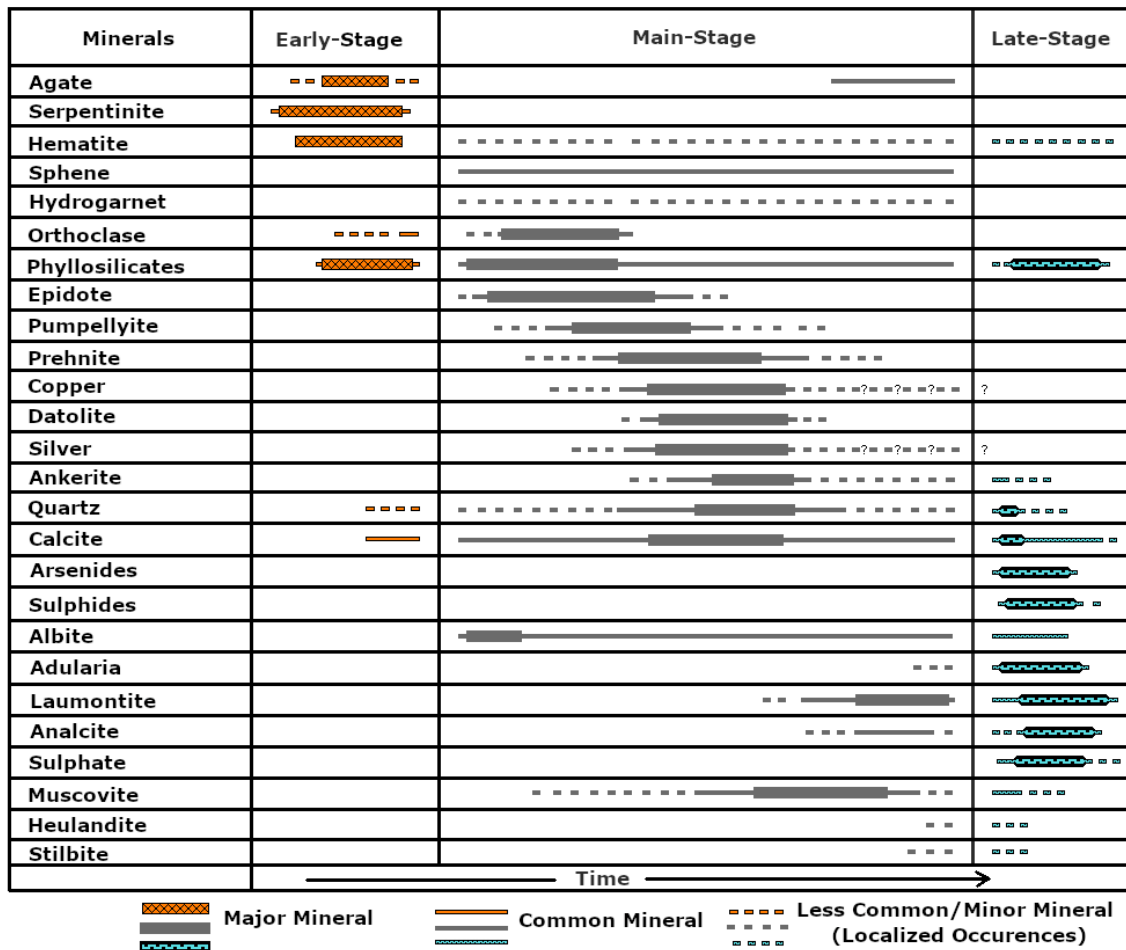 Minerals Early-Stage Main-Stage Late-Stage
Agate
Serpentinite
Hematite
Sphene
Hydrogarnet
Orthoclase
Phyllosilicates
Epidote
Pumpellyite
Prehnite
Copper ? ? ? ?
Datolite
Silver ? ? ? ?
Ankerite
Quartz
Calcite
Arsenides
Sulphides
Albite
Adularia
Laumontite
Analcite
Sulphate
Muscovite
Heulandite
Stilbite
Time
Major Mineral Common Mineral Less Common/Minor Mineral
(Localized Occurences)